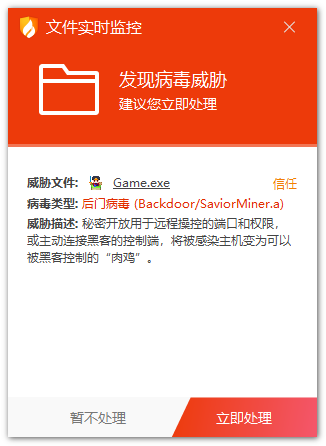 文件实时监控
发现病毒威胁
建议您立即处理
威胁文件: Game.exe 信任
病毒类型: 后门病毒 (Backdoor/SaviorMiner.a)
威胁描述: 秘密开放用于远程操控的端口和权限，
或主动连接黑客的控制端，将被感染主机变为可以
被黑客控制的“肉鸡”。
暂不处理 立即处理